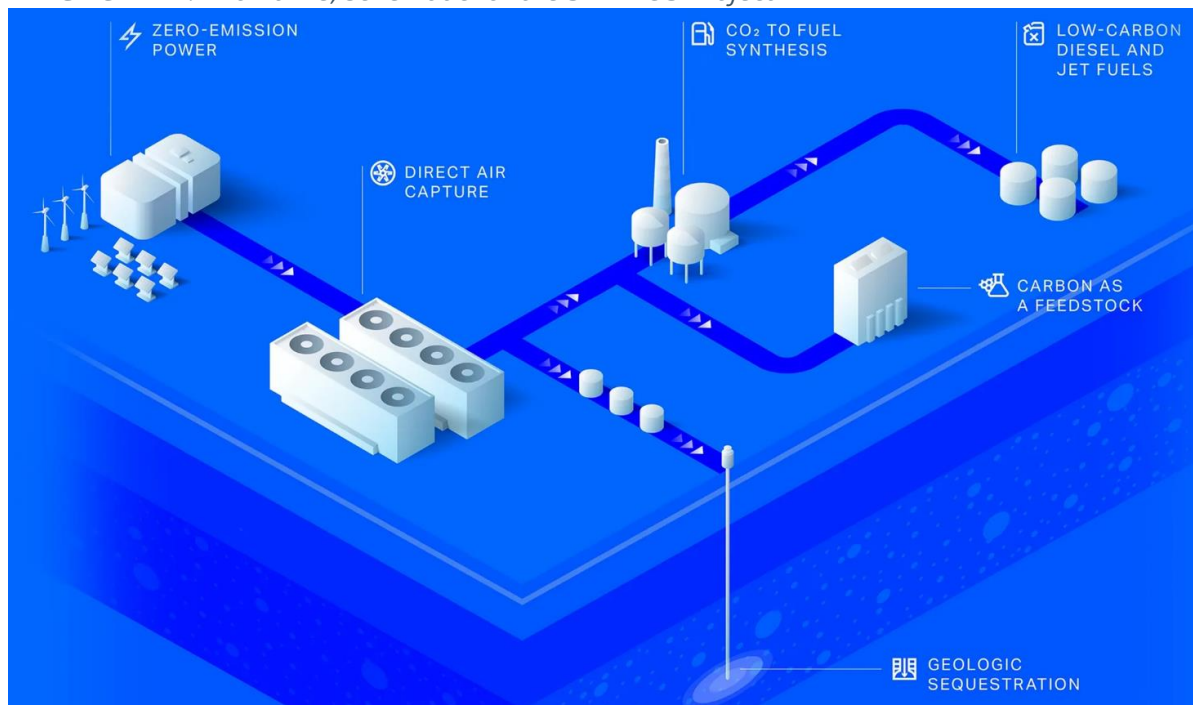 ZERO-EMISSION
POWER
CO₂ TO FUEL
SYNTHESIS
LOW-CARBON
DIESEL AND
JET FUELS
DIRECT AIR
CAPTURE
CARBON AS
A FEEDSTOCK
GEOLOGIC
SEQUESTRATION